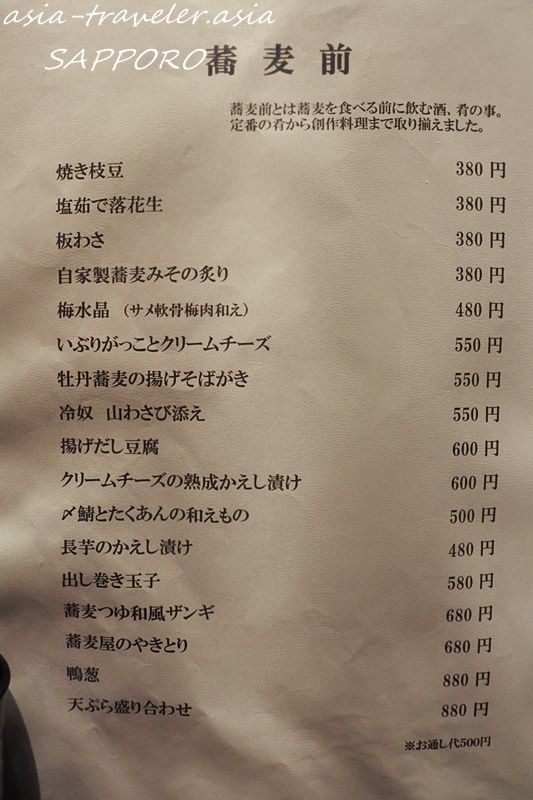 asia-traveler.asia
SAPPORO
蕎麦前
蕎麦前とは蕎麦を食べる前に飲む酒、肴の事。
定番の肴から創作料理まで取り揃えました。
焼き枝豆 380円
塩茹で落花生 380円
板わさ 380円
自家製蕎麦みその炙り 380円
梅水晶 （サメ軟骨梅肉和え） 480円
いぶりがっことクリームチーズ 550円
牡丹蕎麦の揚げそばがき 550円
冷奴 山わさび添え 550円
揚げだし豆腐 600円
クリームチーズの熟成かえし漬け 600円
〆鯖とたくあんの和えもの 500円
長芋のかえし漬け 480円
出し巻き玉子 580円
蕎麦つゆ和風ザンギ 680円
蕎麦屋のやきとり 680円
鴨葱 880円
天ぷら盛り合わせ 880円
※お通し代500円